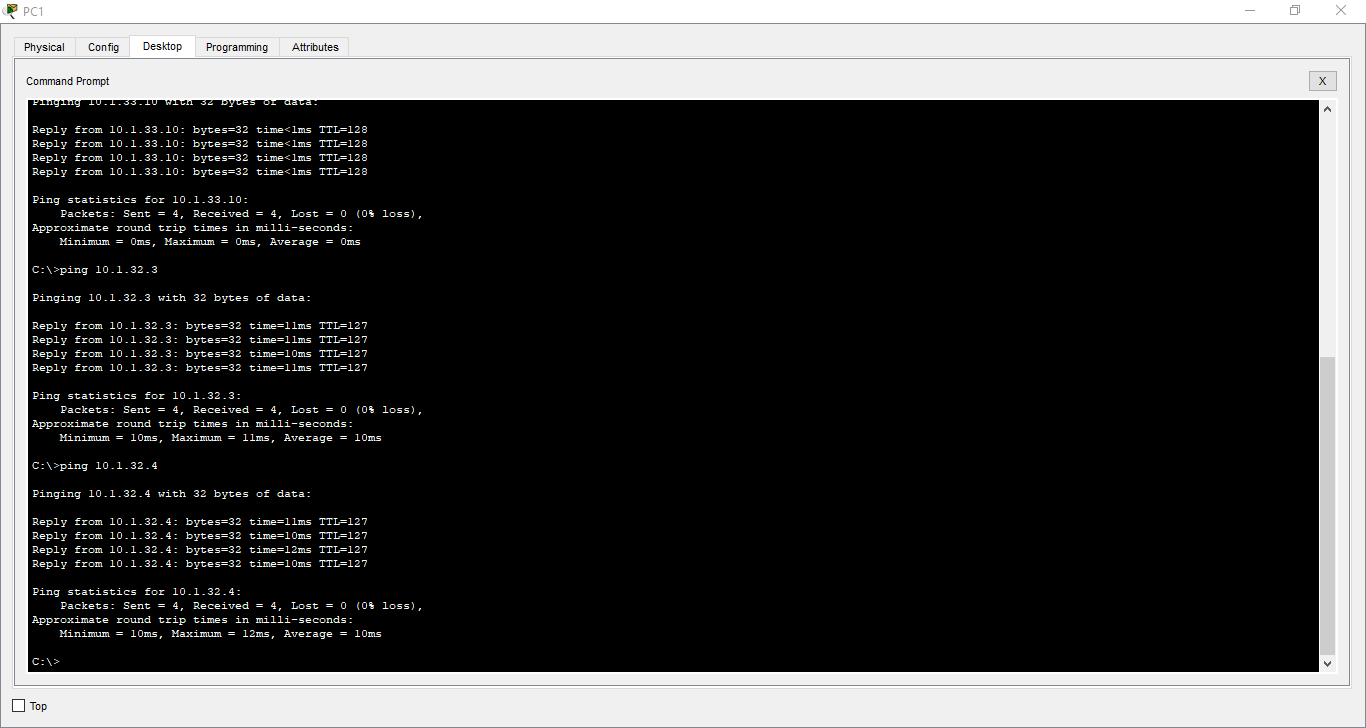 PC1
Physical Config Desktop Programming Attributes
Command Prompt
X
Pinging 10.1.33.10 with 32 bytes of data:
Reply from 10.1.33.10: bytes=32 time<1ms TTL=128
Reply from 10.1.33.10: bytes=32 time<1ms TTL=128
Reply from 10.1.33.10: bytes=32 time<1ms TTL=128
Reply from 10.1.33.10: bytes=32 time<1ms TTL=128
Ping statistics for 10.1.33.10:
Packets: Sent = 4, Received = 4, Lost = 0 (0% loss),
Approximate round trip times in milli-seconds:
Minimum = 0ms, Maximum = 0ms, Average = 0ms
C:\>ping 10.1.32.3
Pinging 10.1.32.3 with 32 bytes of data:
Reply from 10.1.32.3: bytes=32 time=11ms TTL=127
Reply from 10.1.32.3: bytes=32 time=11ms TTL=127
Reply from 10.1.32.3: bytes=32 time=10ms TTL=127
Reply from 10.1.32.3: bytes=32 time=11ms TTL=127
Ping statistics for 10.1.32.3:
Packets: Sent = 4, Received = 4, Lost = 0 (0% loss),
Approximate round trip times in milli-seconds:
Minimum = 10ms, Maximum = 11ms, Average = 10ms
C:\>ping 10.1.32.4
Pinging 10.1.32.4 with 32 bytes of data:
Reply from 10.1.32.4: bytes=32 time=11ms TTL=127
Reply from 10.1.32.4: bytes=32 time=10ms TTL=127
Reply from 10.1.32.4: bytes=32 time=12ms TTL=127
Reply from 10.1.32.4: bytes=32 time=10ms TTL=127
Ping statistics for 10.1.32.4:
Packets: Sent = 4, Received = 4, Lost = 0 (0% loss),
Approximate round trip times in milli-seconds:
Minimum = 10ms, Maximum = 12ms, Average = 10ms
C:\>
Top